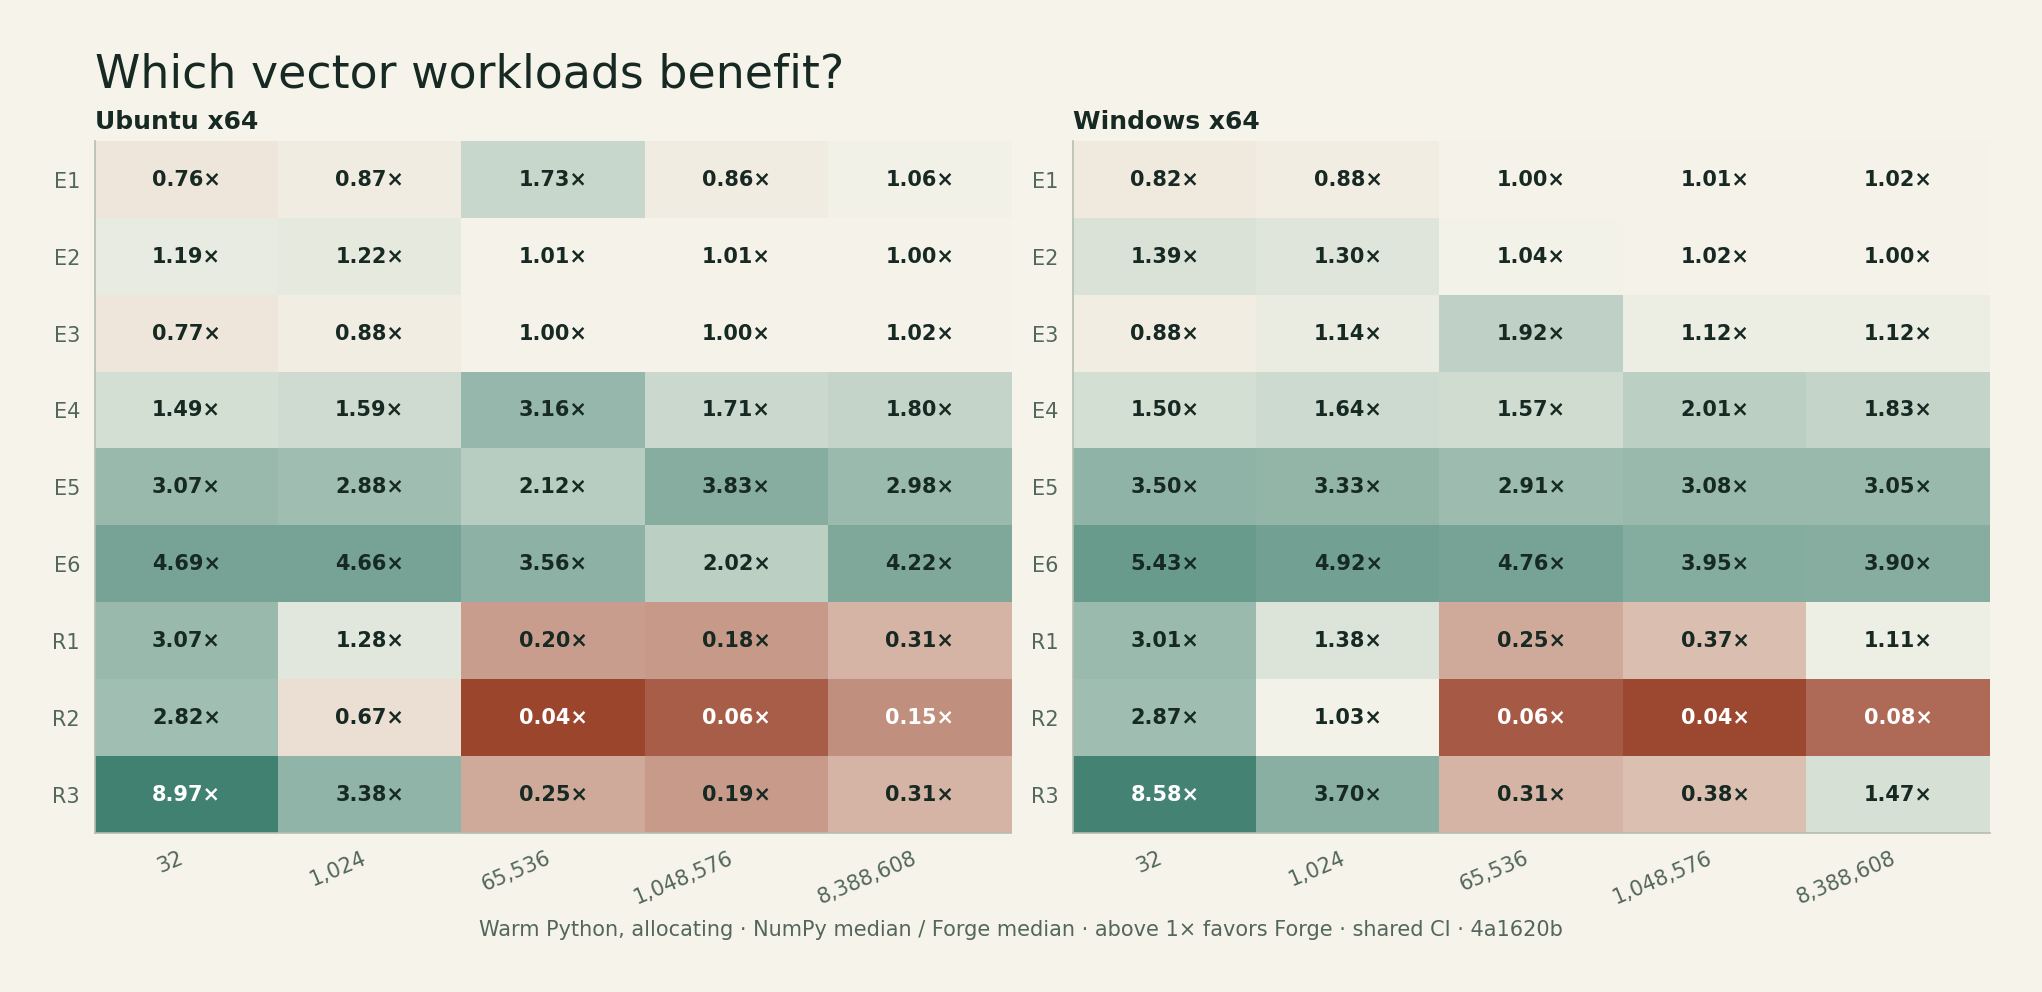 Which vector workloads benefit?
Ubuntu x64
E1 0.76× 0.87× 1.73× 0.86× 1.06×
E2 1.19× 1.22× 1.01× 1.01× 1.00×
E3 0.77× 0.88× 1.00× 1.00× 1.02×
E4 1.49× 1.59× 3.16× 1.71× 1.80×
E5 3.07× 2.88× 2.12× 3.83× 2.98×
E6 4.69× 4.66× 3.56× 2.02× 4.22×
R1 3.07× 1.28× 0.20× 0.18× 0.31×
R2 2.82× 0.67× 0.04× 0.06× 0.15×
R3 8.97× 3.38× 0.25× 0.19× 0.31×
32 1,024 65,536 1,048,576 8,388,608
Windows x64
E1 0.82× 0.88× 1.00× 1.01× 1.02×
E2 1.39× 1.30× 1.04× 1.02× 1.00×
E3 0.88× 1.14× 1.92× 1.12× 1.12×
E4 1.50× 1.64× 1.57× 2.01× 1.83×
E5 3.50× 3.33× 2.91× 3.08× 3.05×
E6 5.43× 4.92× 4.76× 3.95× 3.90×
R1 3.01× 1.38× 0.25× 0.37× 1.11×
R2 2.87× 1.03× 0.06× 0.04× 0.08×
R3 8.58× 3.70× 0.31× 0.38× 1.47×
32 1,024 65,536 1,048,576 8,388,608
Warm Python, allocating · NumPy median / Forge median · above 1× favors Forge · shared CI · 4a1620b